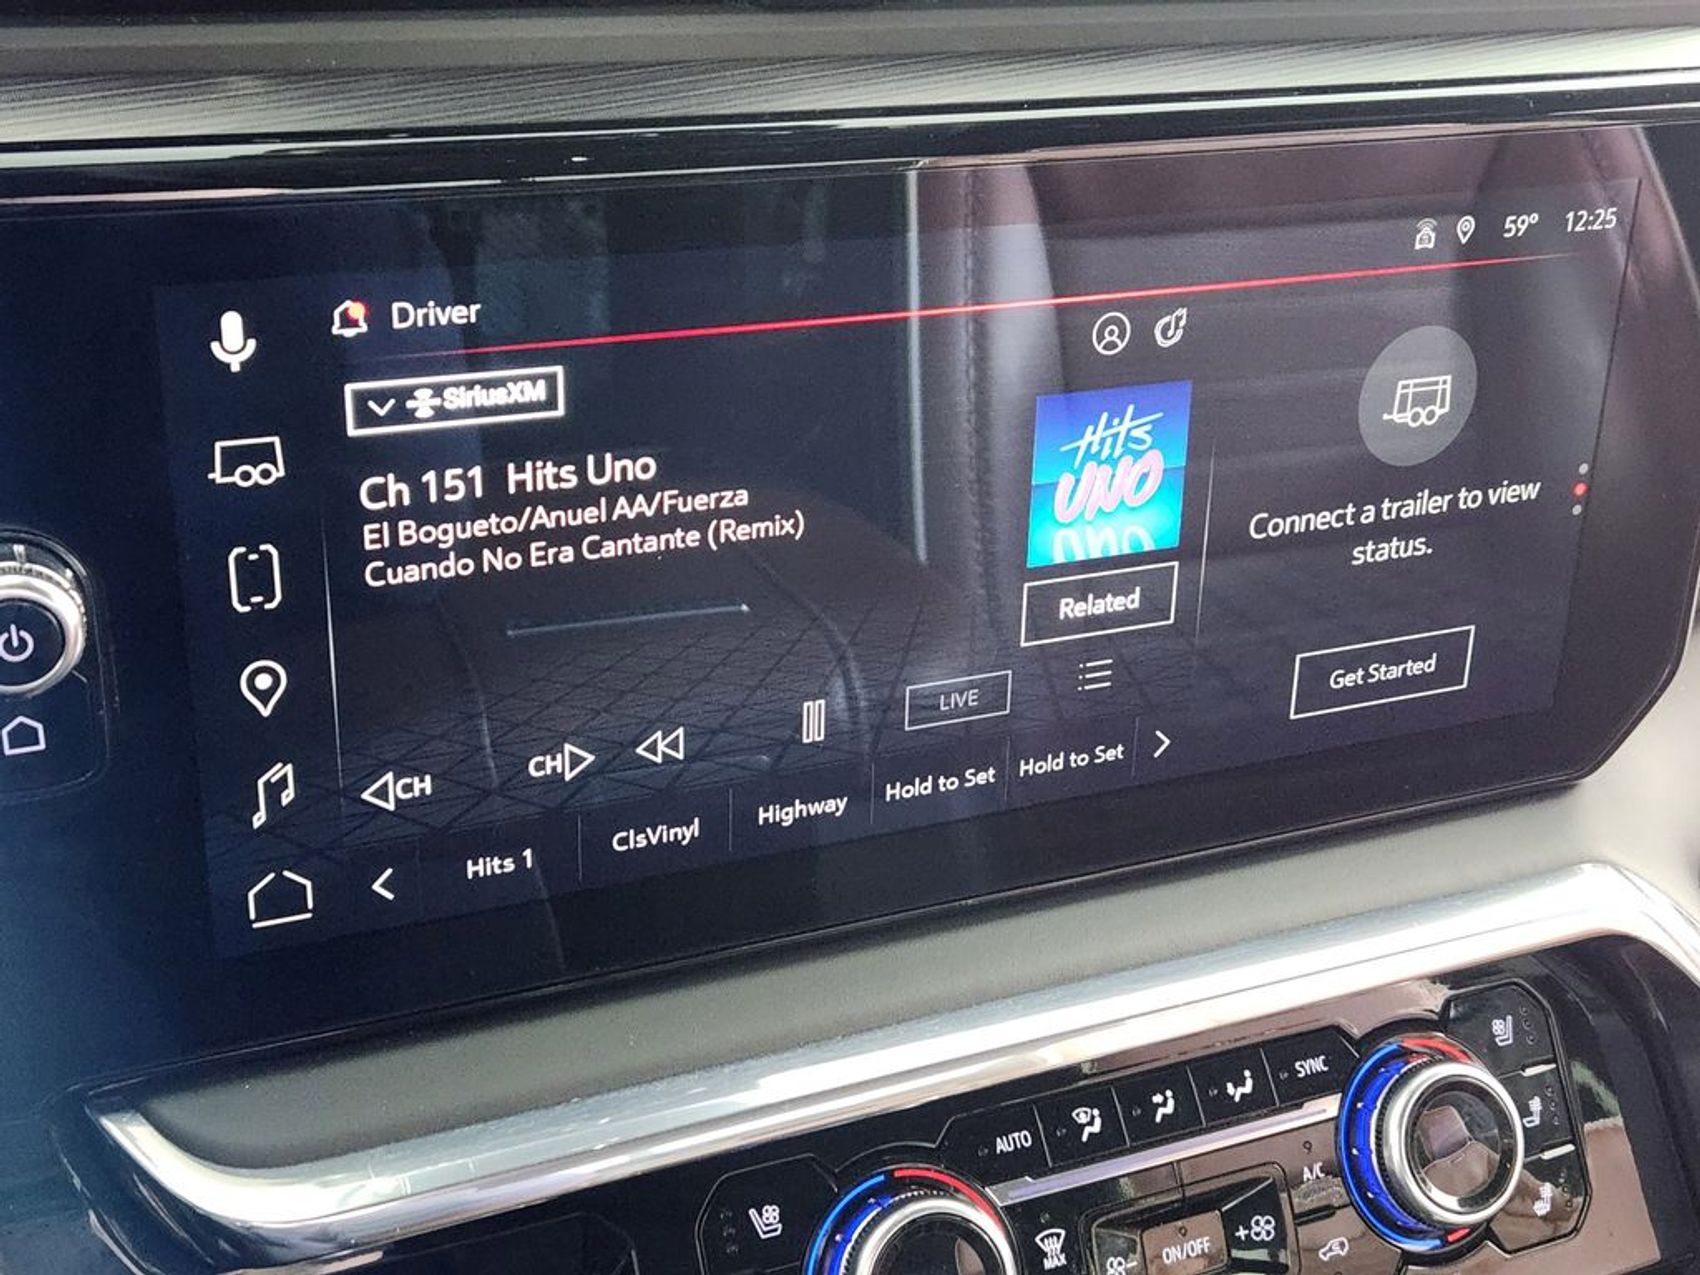 59° 12:25
Driver
SiriusXM
Ch 151 Hits Uno
El Bogueto/Anuel AA/Fuerza
Cuando No Era Cantante (Remix)
Hits
UNO
Related
Connect a trailer to view
status.
Get Started
LIVE
CH
CH
Hits 1
ClsVinyl
Highway
Hold to Set
Hold to Set
AUTO
SYNC
A/C
MAX
ON/OFF